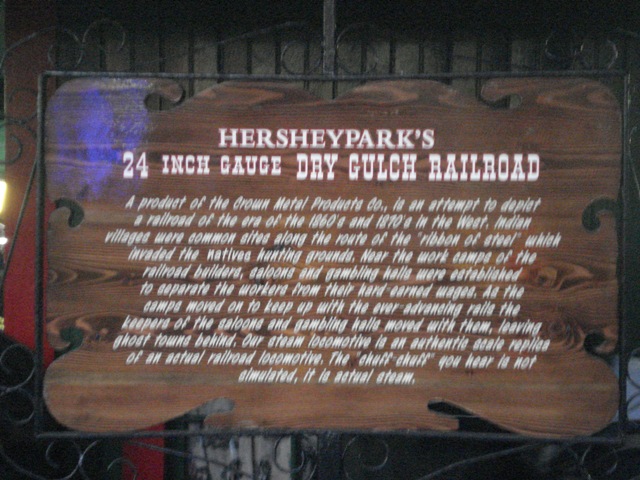 HERSHEYPARK'S
24 INCH GAUGE DRY GULCH RAILROAD
A product of the Crown Metal Products Co., is an attempt to depict
a railroad of the era of the 1860's and 1870's in the West. Indian
villages were common sites along the route of the "ribbon of steel" which
invaded the natives hunting grounds. Near the work camps of the
railroad builders, saloons and gambling halls were established
to separate the workers from their hard earned wages. As the
camps moved on to keep up with the ever advancing rails the
keepers of the saloons and gambling halls moved with them, leaving
ghost towns behind. Our steam locomotive is an authentic scale replica
of an actual railroad locomotive. The "chuff chuff" you hear is not
simulated, it is actual steam.